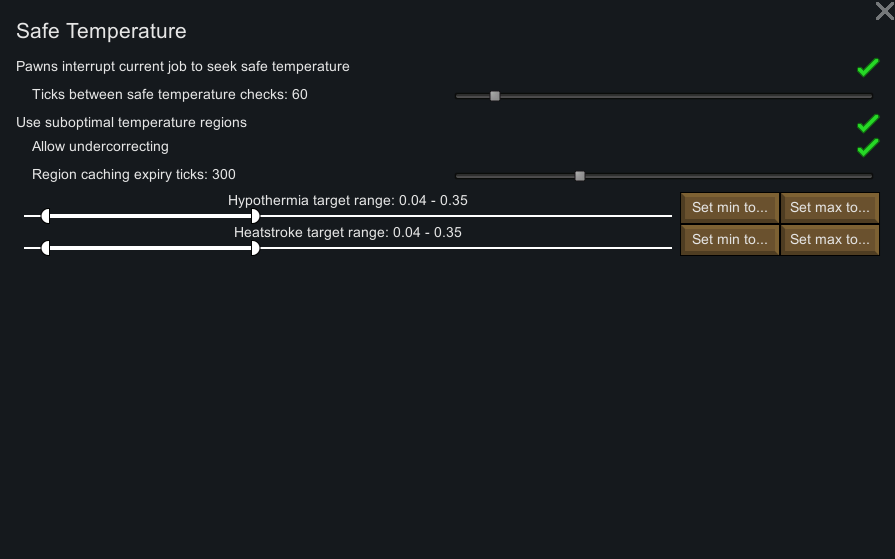 Safe Temperature
Pawns interrupt current job to seek safe temperature
Ticks between safe temperature checks: 60
Use suboptimal temperature regions
Allow undercorrecting
Region caching expiry ticks: 300
Hypothermia target range: 0.04 - 0.35
Set min to... Set max to...
Heatstroke target range: 0.04 - 0.35
Set min to... Set max to...